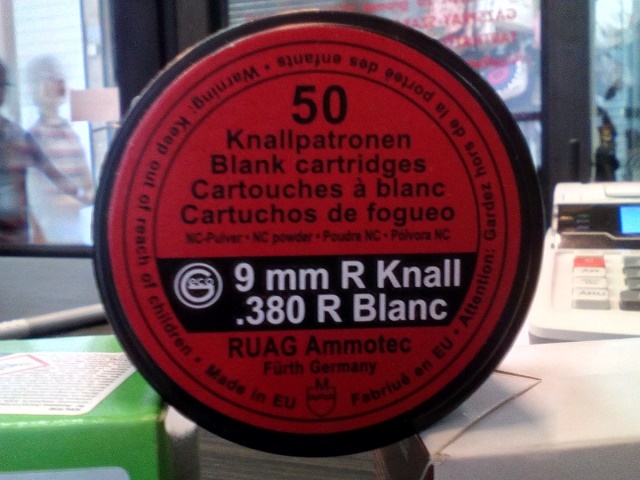 50
Knallpatronen
Blank cartridges
Cartouches à blanc
Cartuchos de fogueo
NC-Pulver • NC powder • Poudre NC • Pólvora NC
Geco
9 mm R Knall
.380 R Blanc
RUAG Ammotec
Fürth Germany
Warning: Keep out of reach of children • Made in EU
Attention: Gardez hors de la portée des enfants •
Fabriué en EU •